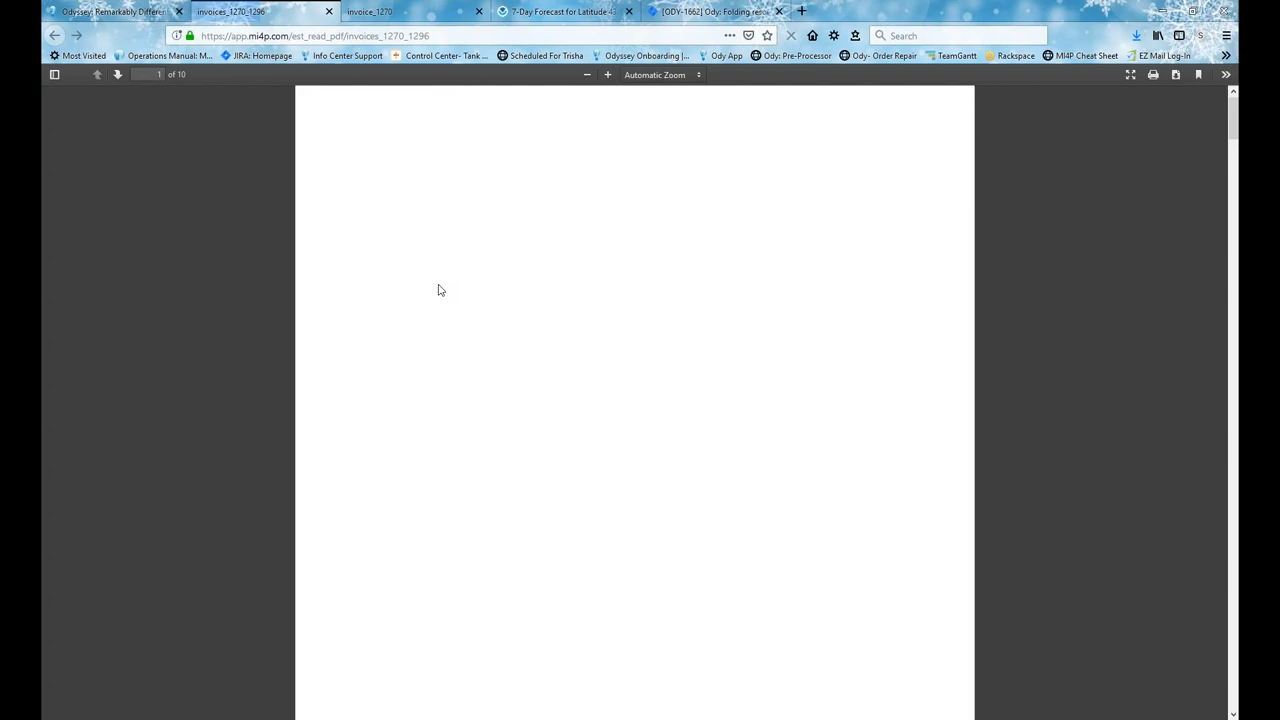 Odyssey: Remarkably Differen
invoices_1270_1296
invoice_1270
7-Day Forecast for Latitude 4
[ODY-1662] Ody: Folding
https://app.mi4p.com/est_read_pdf/invoices_1270_1296
Search
S
Most Visited
Operations Manual: M...
JIRA: Homepage
Info Center Support
Control Center- Tank ...
Scheduled For Trisha
Odyssey Onboarding |...
Ody App
Ody: Pre-Processor
Ody- Order Repair
TeamGantt
Rackspace
MI4P Cheat Sheet
EZ Mail Log-In
1 of 10
Automatic Zoom